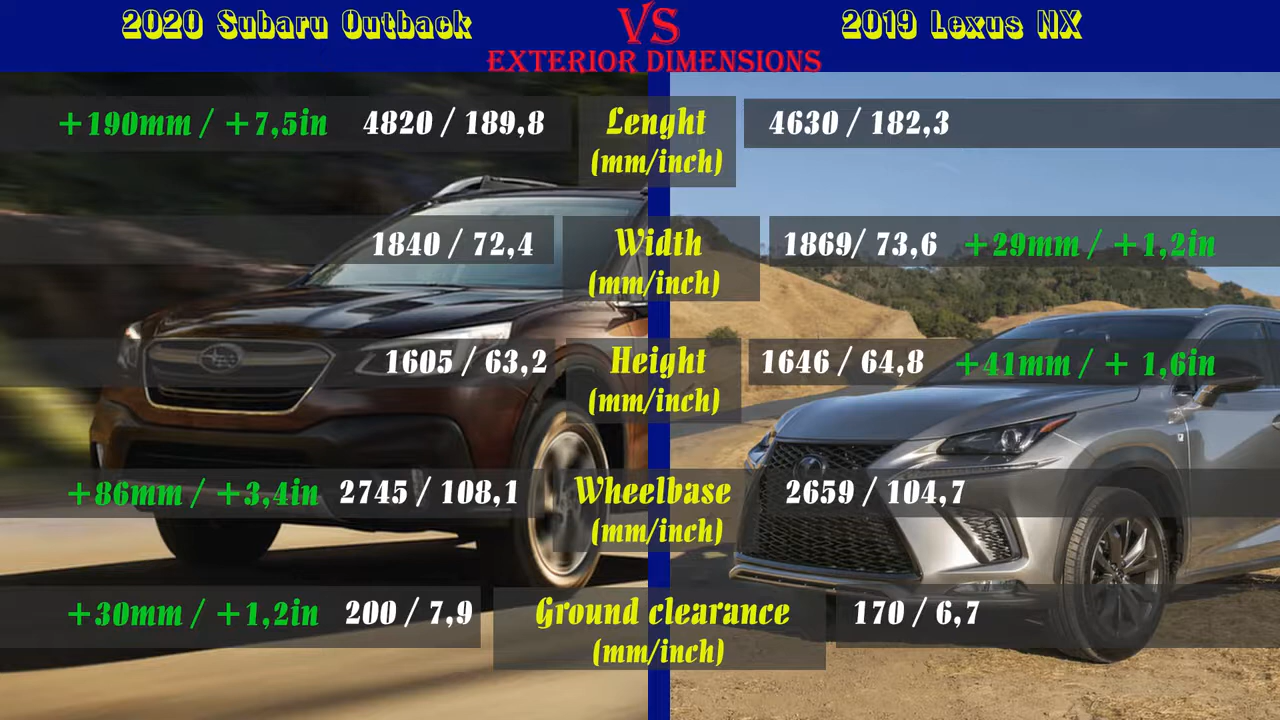 2020 Subaru Outback VS 2019 Lexus NX
EXTERIOR DIMENSIONS
+190mm / +7,5in 4820 / 189,8 Lenght 4630 / 182,3
(mm/inch)
1840 / 72,4 Width 1869/ 73,6 +29mm / +1,2in
(mm/inch)
1605 / 63,2 Height 1646 / 64,8 +41mm / + 1,6in
(mm/inch)
+86mm / +3,4in 2745 / 108,1 Wheelbase 2659 / 104,7
(mm/inch)
+30mm / +1,2in 200 / 7,9 Ground clearance 170 / 6,7
(mm/inch)